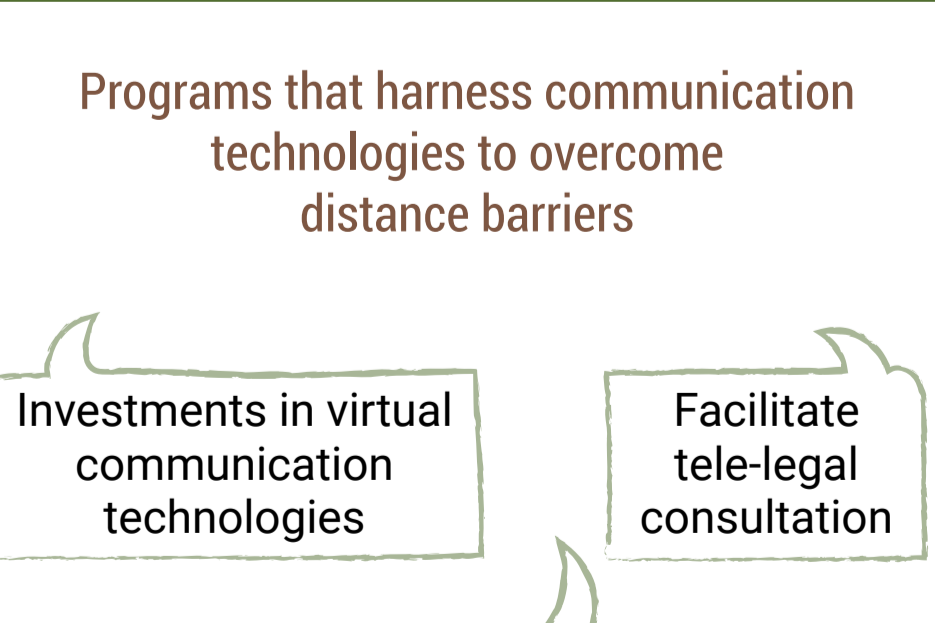 Programs that harness communication
technologies to overcome
distance barriers
Investments in virtual
communication
technologies
Facilitate
tele-legal
consultation